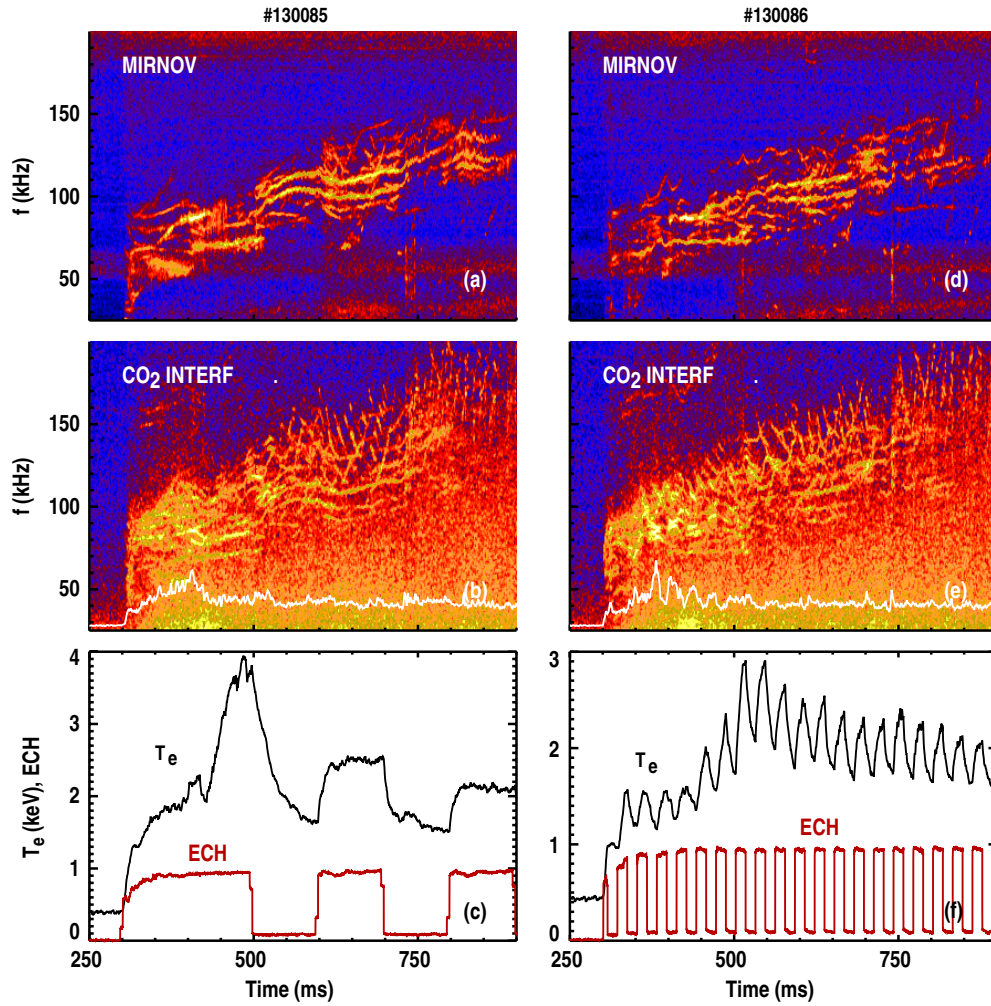 #130085
#130086
MIRNOV
MIRNOV
150
100
50
f (kHz)
(a)
(d)
CO2 INTERF
CO2 INTERF
150
100
50
f (kHz)
(b)
(e)
4
3
2
1
0
Te (keV), ECH
Te
ECH
(c)
3
2
1
0
Te
ECH
(f)
250
500
750
250
500
750
Time (ms)
Time (ms)